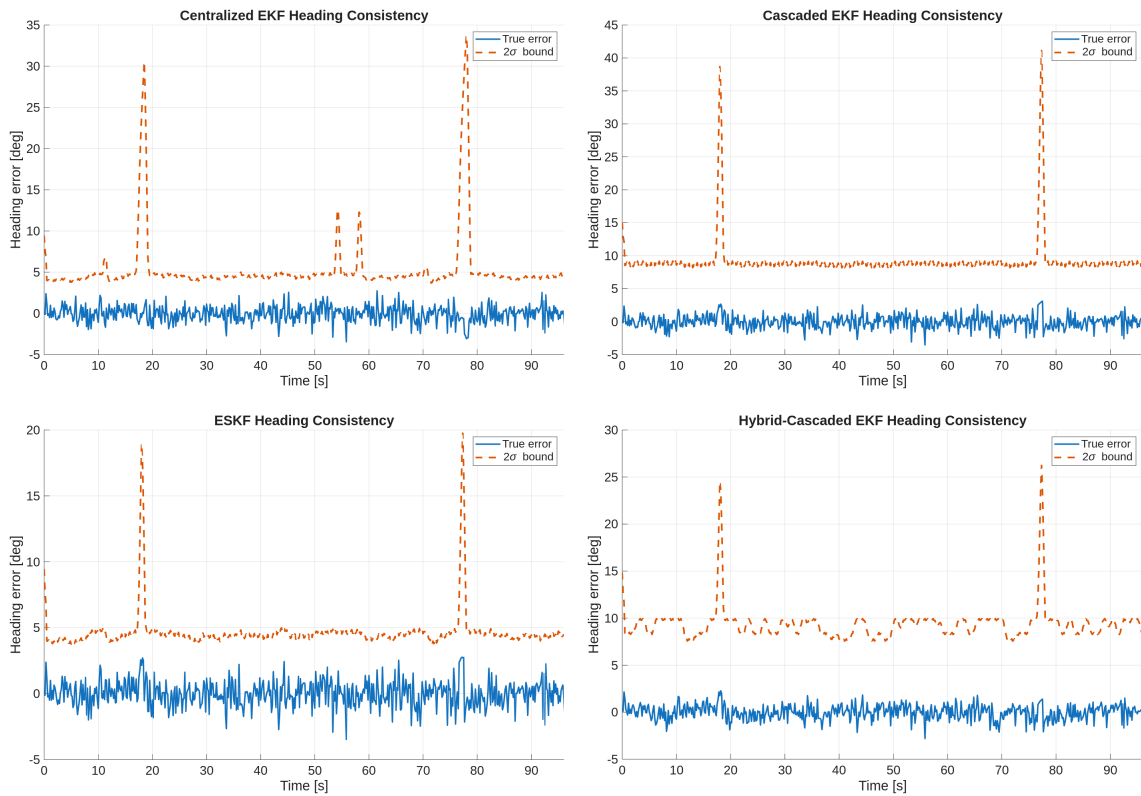 Centralized EKF Heading Consistency
Heading error [deg]
35
30
25
20
15
10
5
0
-5
True error
2σ bound
0 10 20 30 40 50 60 70 80 90
Time [s]
Cascaded EKF Heading Consistency
Heading error [deg]
45
40
35
30
25
20
15
10
5
0
-5
True error
2σ bound
0 10 20 30 40 50 60 70 80 90
Time [s]
ESKF Heading Consistency
Heading error [deg]
20
15
10
5
0
-5
True error
2σ bound
0 10 20 30 40 50 60 70 80 90
Time [s]
Hybrid-Cascaded EKF Heading Consistency
Heading error [deg]
30
25
20
15
10
5
0
-5
True error
2σ bound
0 10 20 30 40 50 60 70 80 90
Time [s]